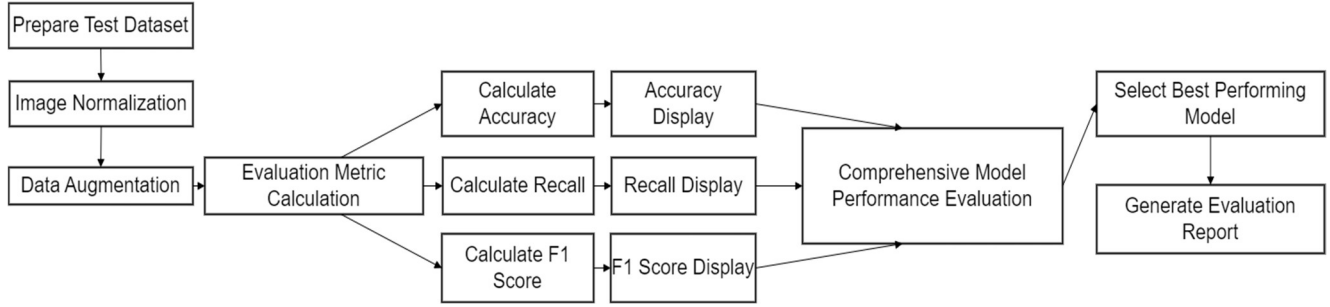 Prepare Test Dataset
Image Normalization
Data Augmentation
Evaluation Metric
Calculation
Calculate
Accuracy
Accuracy
Display
Calculate Recall
Recall Display
Calculate F1
Score
F1 Score Display
Comprehensive Model
Performance Evaluation
Select Best Performing
Model
Generate Evaluation
Report